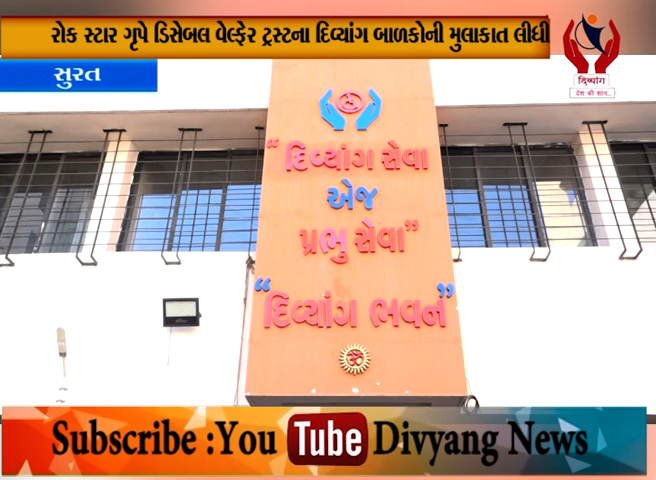 રોક સ્ટાર ગૃપે ડિસેબલ વેલ્ફેર ટ્રસ્ટના દિવ્યાંગ બાળકોની મુલાકાત લીધી
સુરત
दिव्यांग
देश की शान...
"દિવ્યાંગ સેવા
એજ
પ્રભુ સેવા"
"દિવ્યાંગ ભવન"
ૐ
Subscribe :You Tube Divyang News